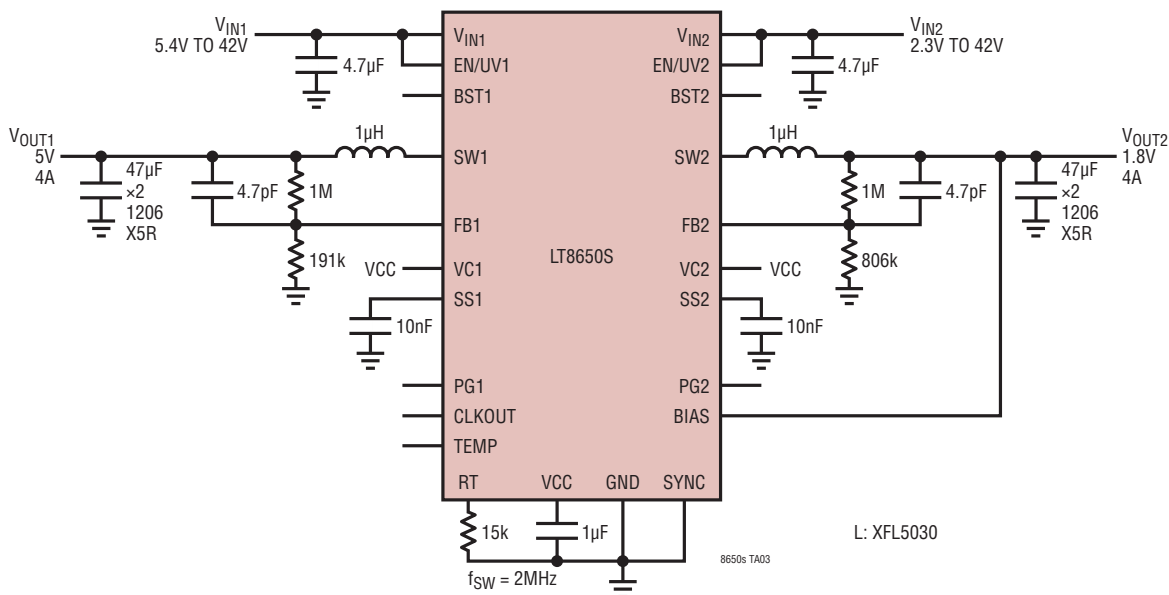 VIN1
5.4V TO 42V
4.7µF
VIN1
EN/UV1
BST1
VIN2
EN/UV2
BST2
VIN2
2.3V TO 42V
4.7µF
VOUT1
5V
4A
47µF
×2
1206
X5R
4.7pF
1M
191k
1µH
SW1
FB1
VCC
VC1
SS1
10nF
LT8650S
SW2
FB2
VC2
VCC
SS2
10nF
1µH
1M
806k
4.7pF
47µF
×2
1206
X5R
VOUT2
1.8V
4A
PG1
CLKOUT
TEMP
PG2
BIAS
RT
VCC
GND
SYNC
15k
1µF
fSW = 2MHz
L: XFL5030
8650s TA03